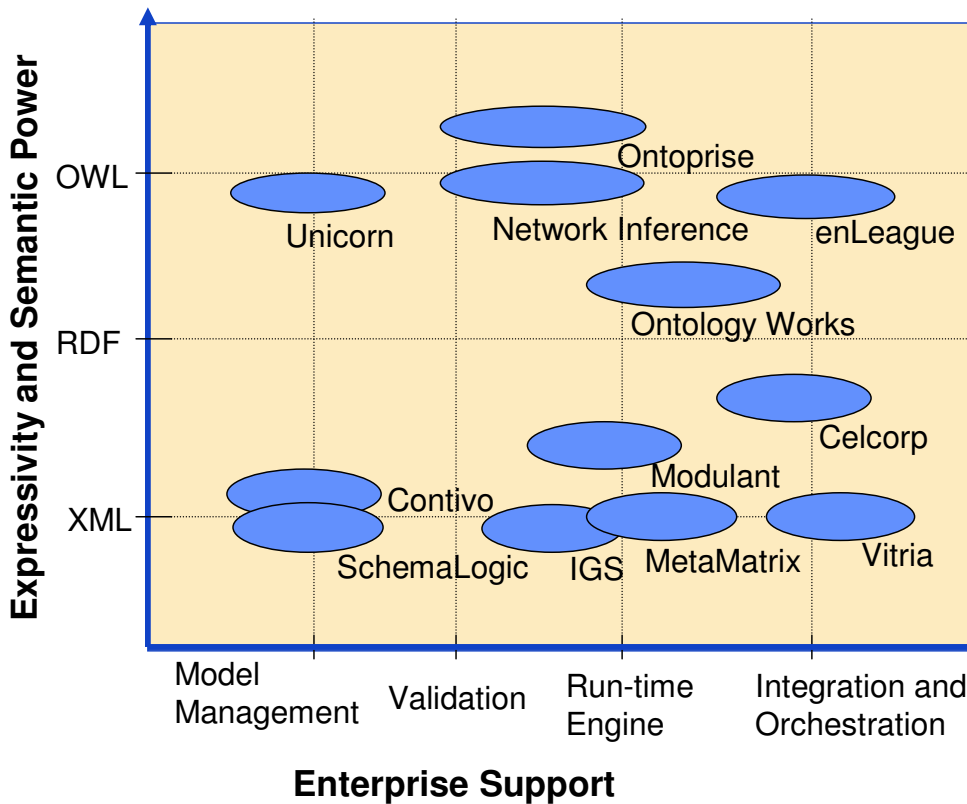 Expressivity and Semantic Power
OWL
RDF
XML
Ontoprise
Network Inference
Unicorn
enLeague
Ontology Works
Celcorp
Modulant
Contivo
SchemaLogic
IGS
MetaMatrix
Vitria
Model
Management
Validation
Run-time
Engine
Integration and
Orchestration
Enterprise Support